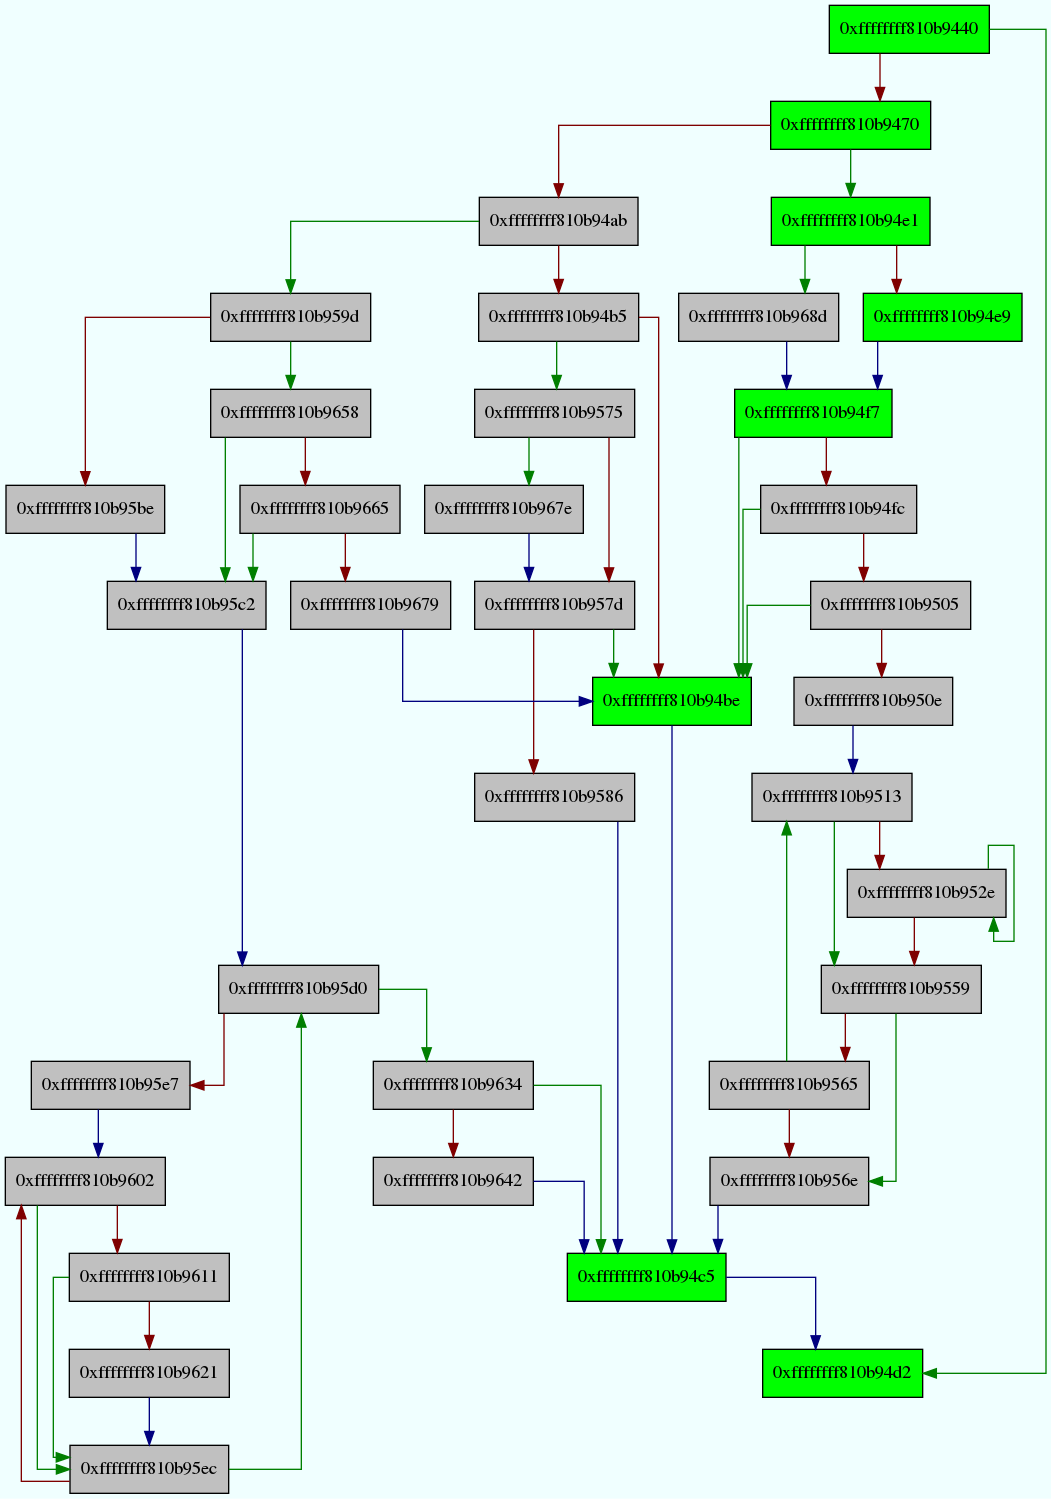 0xffffffff810b9440
0xffffffff810b9470
0xffffffff810b94ab
0xffffffff810b94e1
0xffffffff810b959d
0xffffffff810b94b5
0xffffffff810b968d
0xffffffff810b94e9
0xffffffff810b9658
0xffffffff810b9575
0xffffffff810b94f7
0xffffffff810b95be
0xffffffff810b9665
0xffffffff810b967e
0xffffffff810b94fc
0xffffffff810b95c2
0xffffffff810b9679
0xffffffff810b957d
0xffffffff810b9505
0xffffffff810b94be
0xffffffff810b950e
0xffffffff810b9586
0xffffffff810b9513
0xffffffff810b952e
0xffffffff810b95d0
0xffffffff810b9559
0xffffffff810b95e7
0xffffffff810b9634
0xffffffff810b9565
0xffffffff810b9602
0xffffffff810b9642
0xffffffff810b956e
0xffffffff810b9611
0xffffffff810b94c5
0xffffffff810b9621
0xffffffff810b94d2
0xffffffff810b95ec